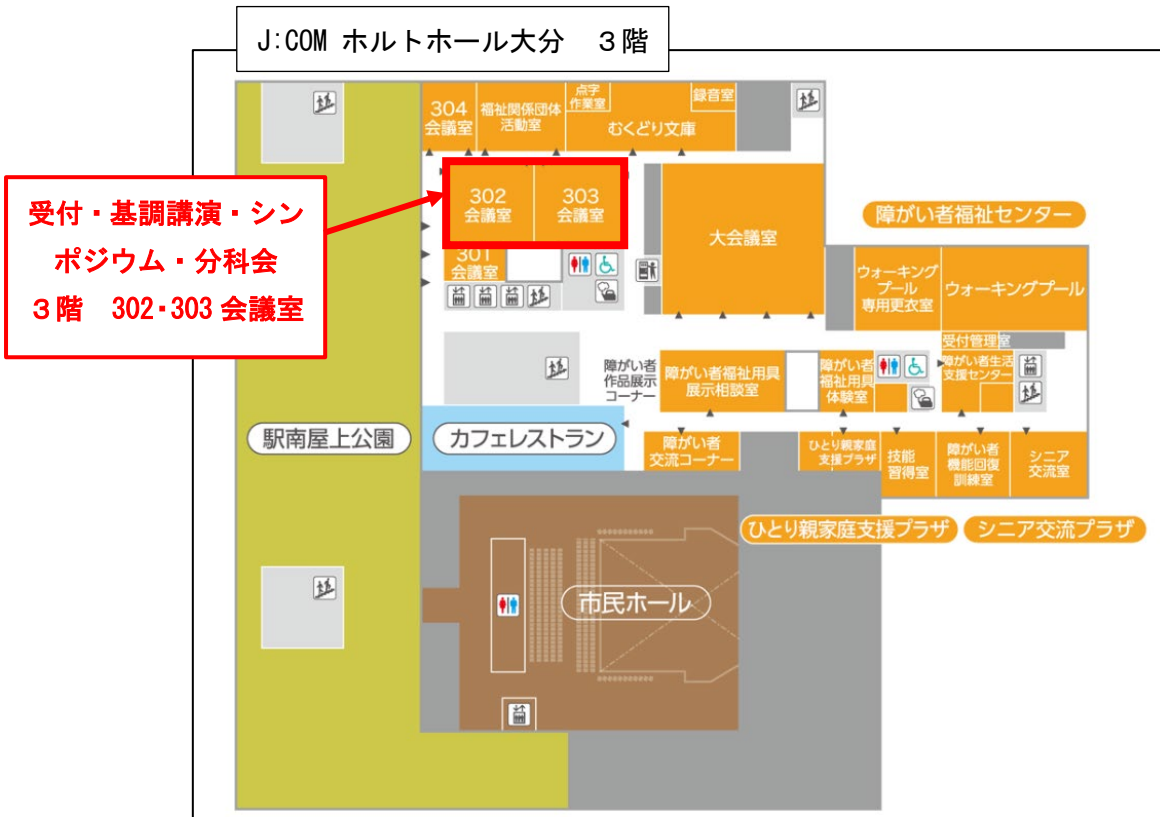 J:COM ホルトホール大分　３階
304
会議室
福祉関係団体
活動室
点字
作業室
録音室
むくどり文庫
受付・基調講演・シン
ポジウム・分科会
３階　302・303 会議室
302
会議室
303
会議室
大会議室
障がい者福祉センター
301
会議室
ウォーキング
プール
専用更衣室
ウォーキングプール
受付管理室
障がい者
作品展示
コーナー
障がい者福祉用具
展示相談室
障がい者
福祉用具
体験室
障がい者生活
支援センター
駅南屋上公園
カフェレストラン
障がい者
交流コーナー
ひとり親家庭
支援プラザ
技能
習得室
障がい者
機能回復
訓練室
シニア
交流室
ひとり親家庭支援プラザ
シニア交流プラザ
市民ホール